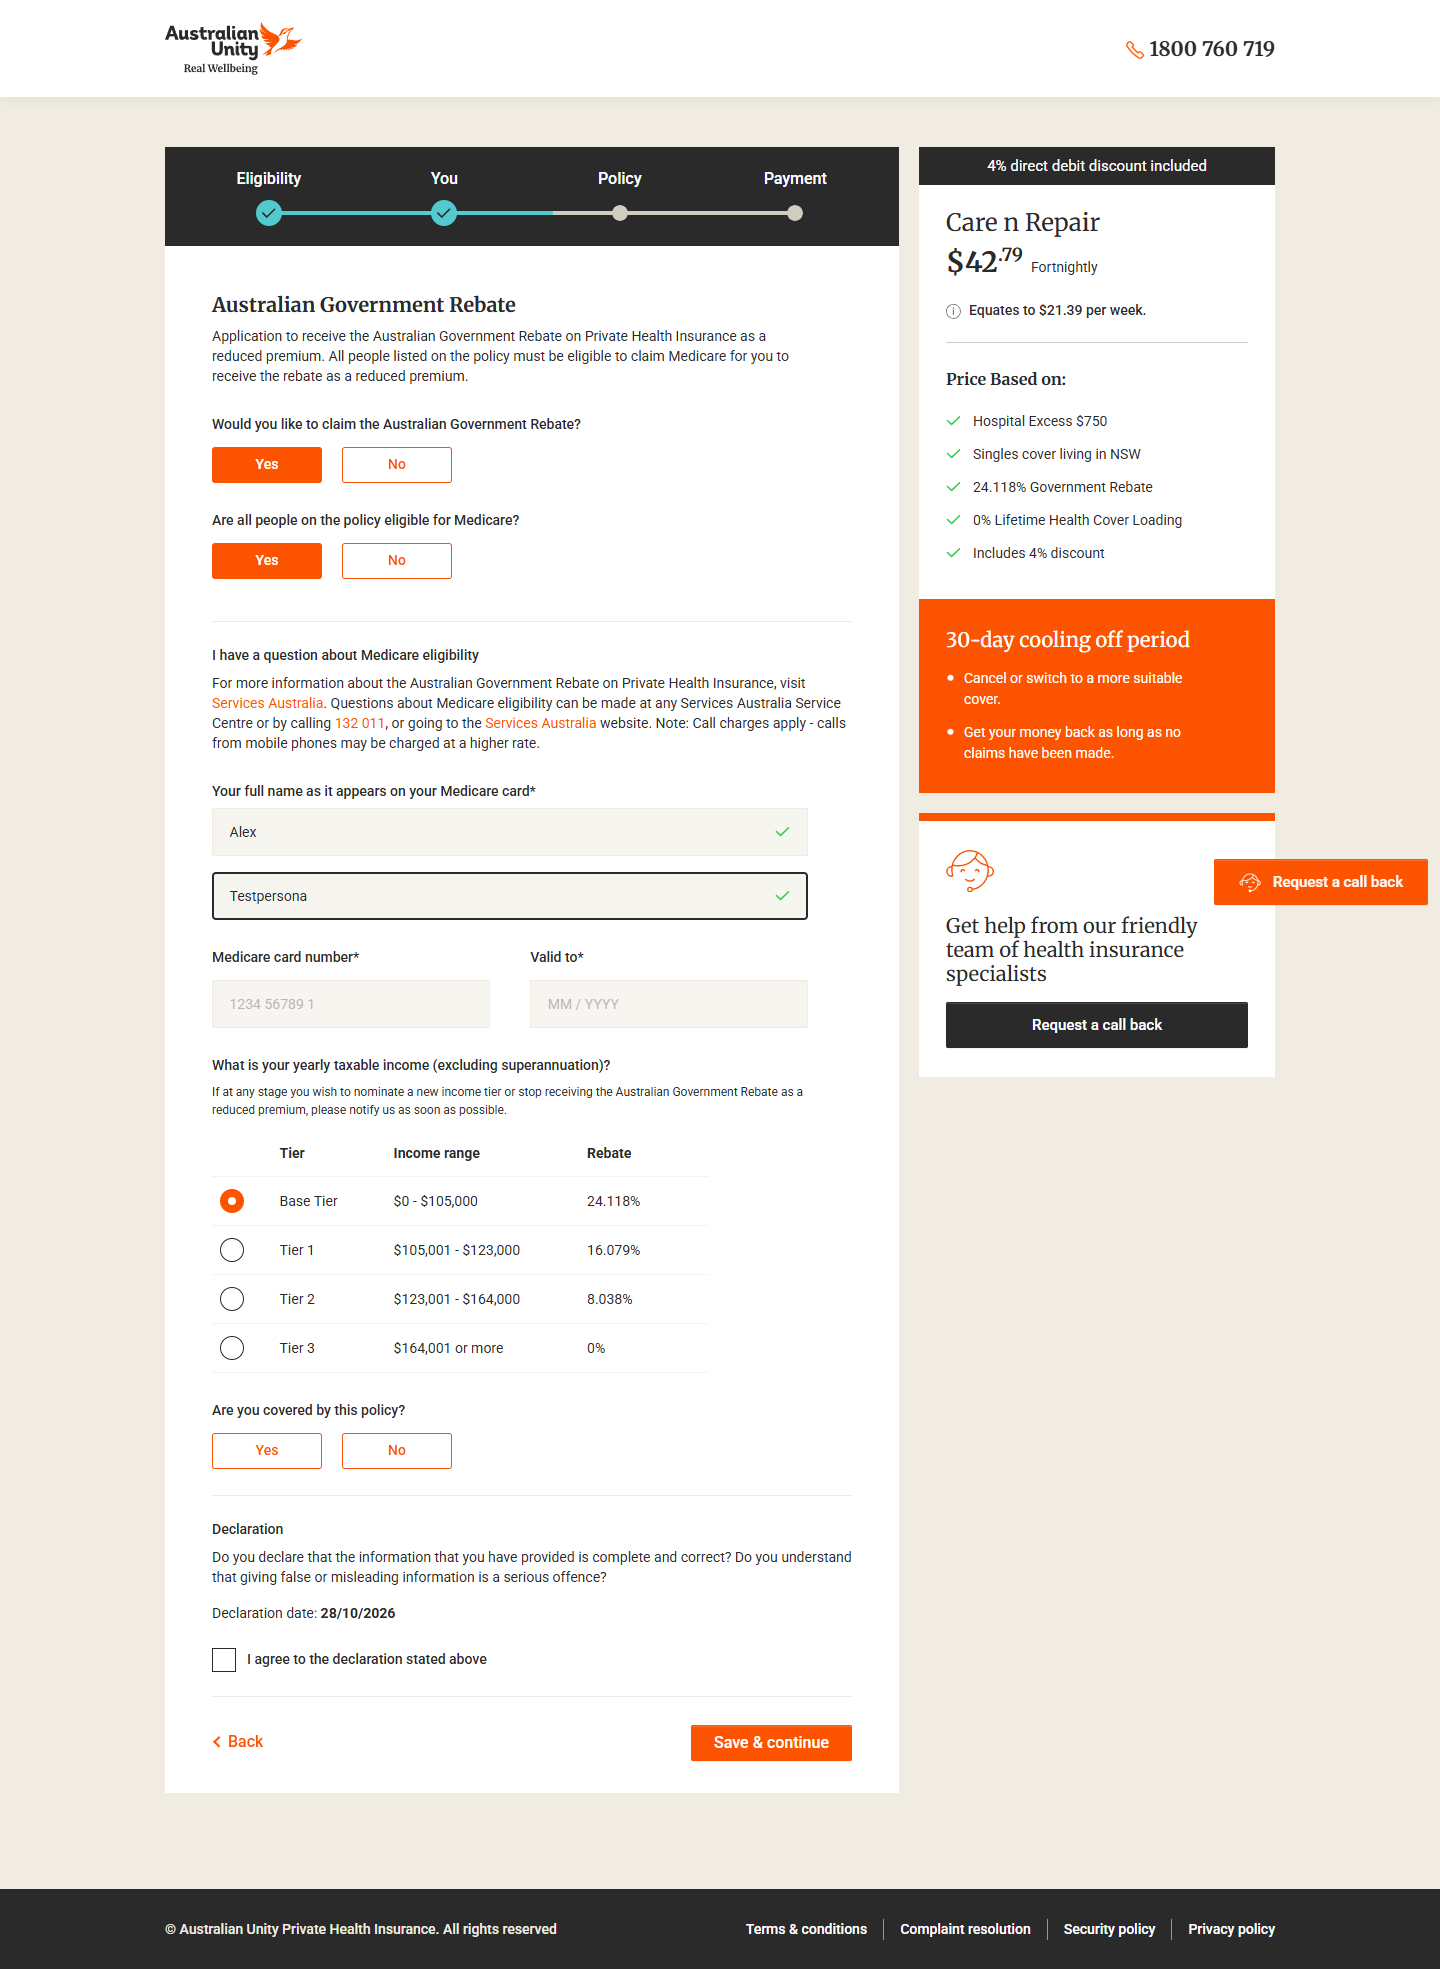 Australian
Unity
Real Wellbeing
1800 760 719
Eligibility
You
Policy
Payment
Australian Government Rebate
Application to receive the Australian Government Rebate on Private Health Insurance as a
reduced premium. All people listed on the policy must be eligible to claim Medicare for you to
receive the rebate as a reduced premium.
Would you like to claim the Australian Government Rebate?
Yes
No
Are all people on the policy eligible for Medicare?
Yes
No
I have a question about Medicare eligibility
For more information about the Australian Government Rebate on Private Health Insurance, visit
Services Australia. Questions about Medicare eligibility can be made at any Services Australia Service
Centre or by calling 132 011, or going to the Services Australia website. Note: Call charges apply - calls
from mobile phones may be charged at a higher rate.
Your full name as it appears on your Medicare card*
Alex
Testpersona
Medicare card number*
Valid to*
1234 56789 1
MM / YYYY
What is your yearly taxable income (excluding superannuation)?
If at any stage you wish to nominate a new income tier or stop receiving the Australian Government Rebate as a
reduced premium, please notify us as soon as possible.
Tier Income range Rebate
Base Tier $0 - $105,000 24.118%
Tier 1 $105,001 - $123,000 16.079%
Tier 2 $123,001 - $164,000 8.038%
Tier 3 $164,001 or more 0%
Are you covered by this policy?
Yes
No
Declaration
Do you declare that the information that you have provided is complete and correct? Do you understand
that giving false or misleading information is a serious offence?
Declaration date: 28/10/2026
I agree to the declaration stated above
Back
Save & continue
4% direct debit discount included
Care n Repair
$42.79 Fortnightly
Equates to $21.39 per week.
Price Based on:
Hospital Excess $750
Singles cover living in NSW
24.118% Government Rebate
0% Lifetime Health Cover Loading
Includes 4% discount
30-day cooling off period
Cancel or switch to a more suitable
cover.
Get your money back as long as no
claims have been made.
Request a call back
Get help from our friendly
team of health insurance
specialists
Request a call back
© Australian Unity Private Health Insurance. All rights reserved
Terms & conditions
Complaint resolution
Security policy
Privacy policy